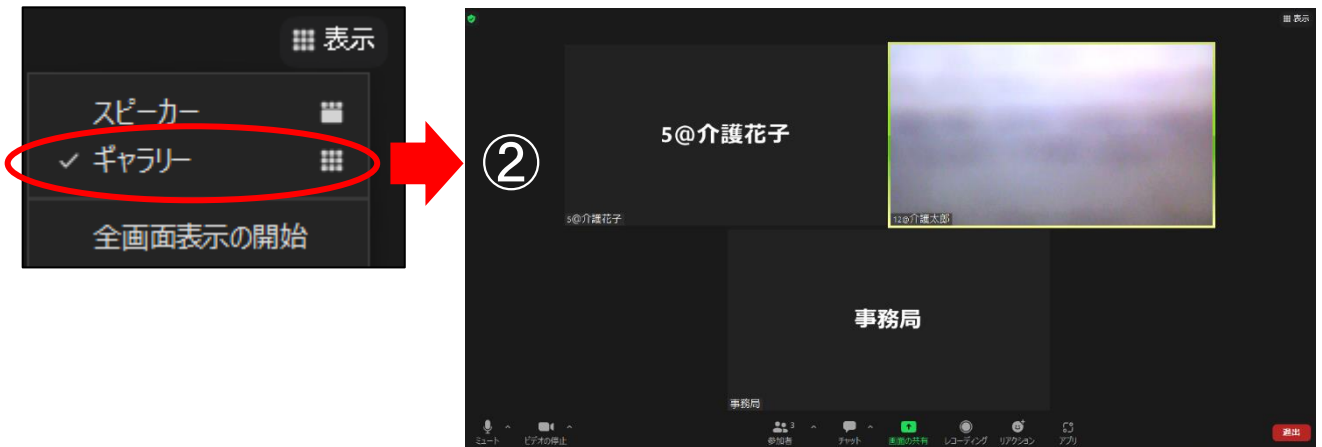 表示
スピーカー
ギャラリー
全画面表示の開始
②
表示
5@介護花子
5@介護花子
12@介護太郎
事務局
事務局
ミュート
ビデオの停止
参加者
3
チャット
画面の共有
レコーディング
リアクション
アプリ
退出